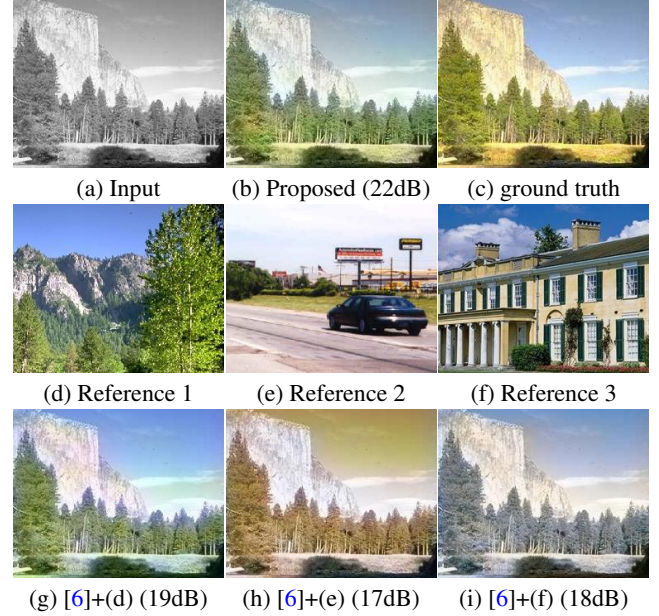 (a) Input
(b) Proposed (22dB)
(c) ground truth
(d) Reference 1
(e) Reference 2
(f) Reference 3
(g) [6]+(d) (19dB)
(h) [6]+(e) (17dB)
(i) [6]+(f) (18dB)